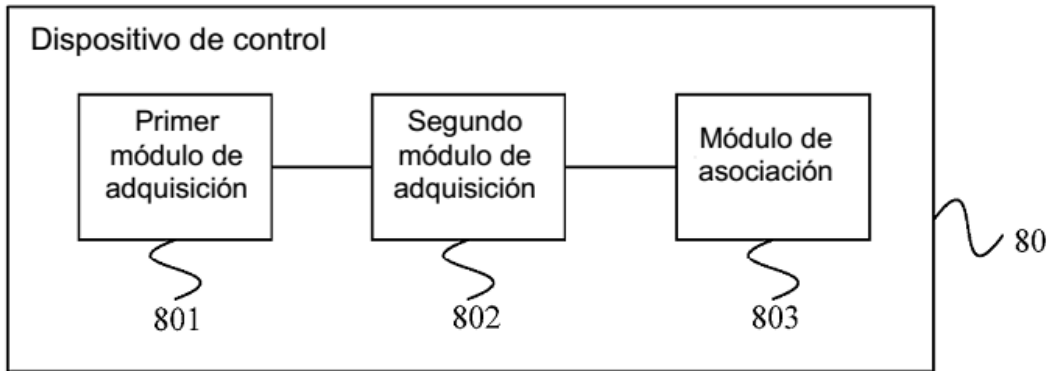 Dispositivo de control
Primer
módulo de
adquisición
Segundo
módulo de
adquisición
Módulo de
asociación
80
801
802
803